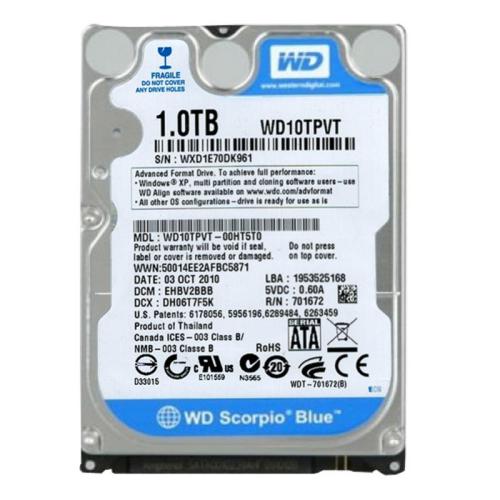 FRAGILE
DO NOT COVER
ANY DRIVE HOLES
WD
www.westerndigital.com
1.0TB WD10TPVT
S/N : WXD1E70DK961
Advanced Format Drive. To achieve full performance:
• Windows® XP, multi partition and cloning software users - use
WD Align software available on www.wd.com/advformat
• All other OS configurations - drive is ready for use as is
MDL : WD10TPVT-00HT5T0
Product warranty will be void if seal,
label or cover is removed or damaged.
Do not press
on top cover.
WWN:50014EE2AFBC5871
DATE: 03 OCT 2010 LBA : 1953525168
DCM : EHBV2BBB 5VDC : 0.60A
DCX : DH06T7F5K R/N : 701672
U.S. Patents: 6178056, 5956196,6289484, 6263459
Product of Thailand
Canada ICES-003 Class B/
NMB-003 Classe B
RoHS
SERIAL
ATA
D33015 E101559 N3565 20 WDT-701672(B)
WD Scorpio® Blue™